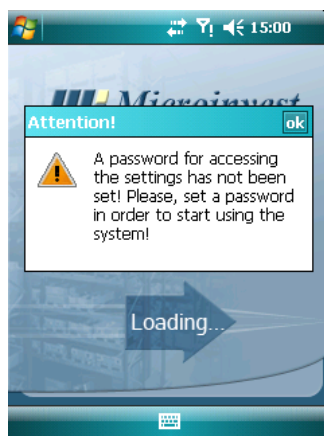 15:00
Microinvest
Attention!
ok
A password for accessing
the settings has not been
set! Please, set a password
in order to start using the
system!
Loading...